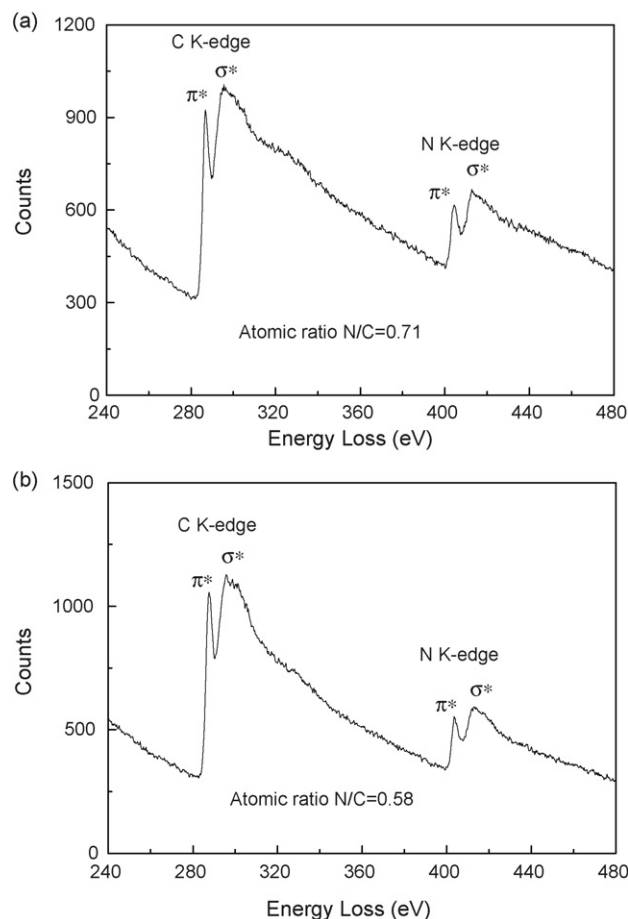 (a)
1200
900
600
300
0
Counts
C K-edge
π* σ*
N K-edge
π* σ*
Atomic ratio N/C=0.71
240 280 320 360 400 440 480
Energy Loss (eV)
(b)
1500
1000
500
0
Counts
C K-edge
π* σ*
N K-edge
π* σ*
Atomic ratio N/C=0.58
240 280 320 360 400 440 480
Energy Loss (eV)